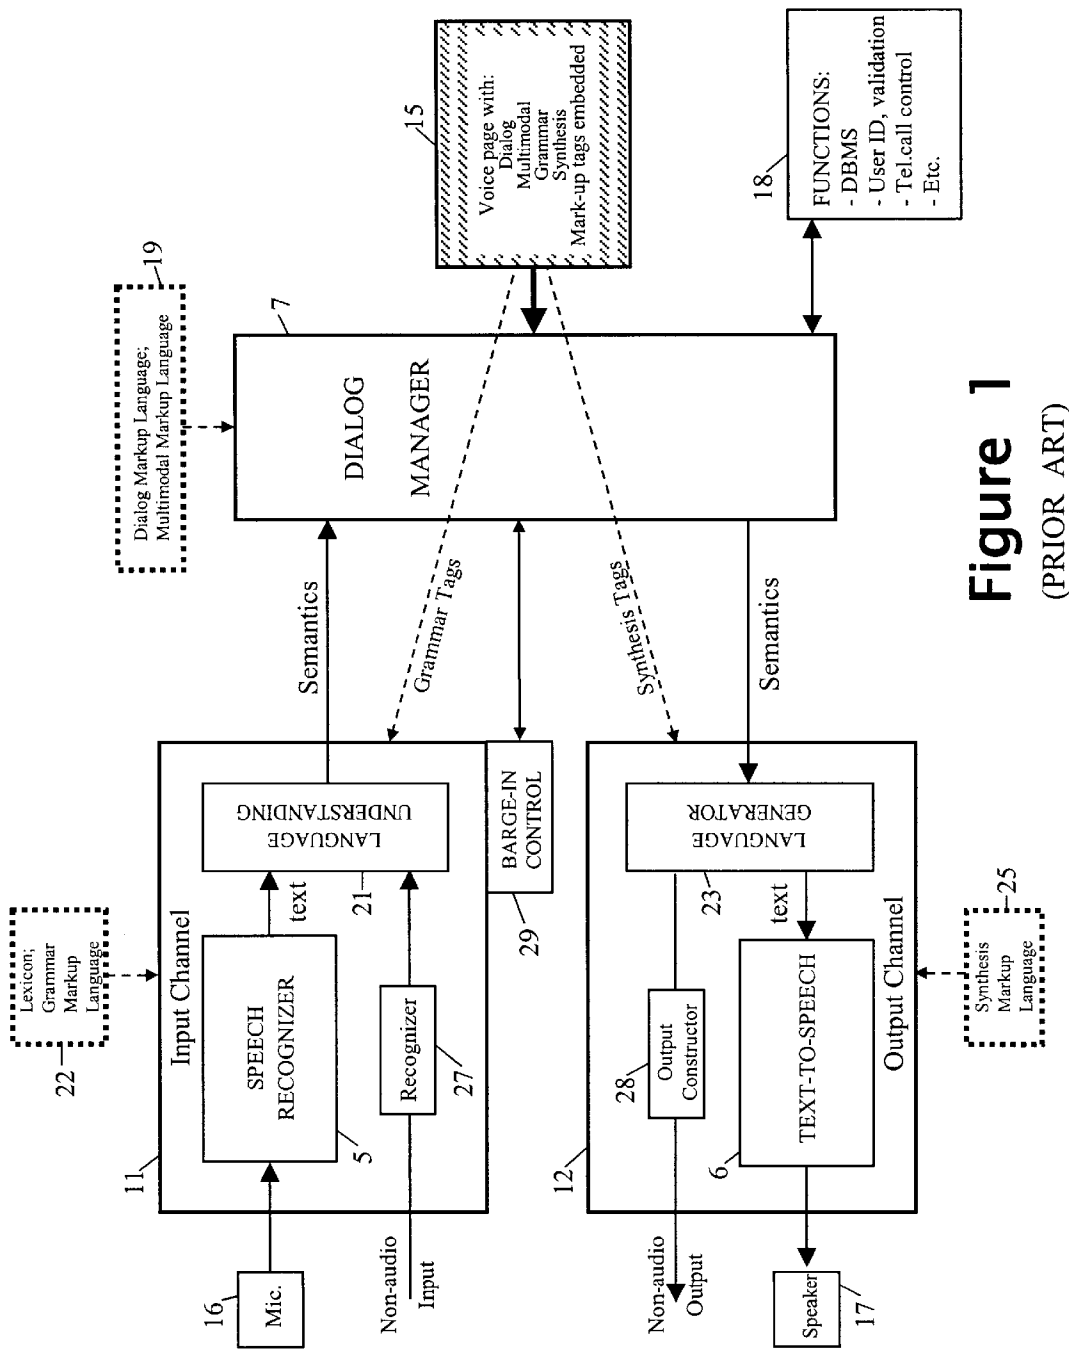 22
Lexicon;
Grammar
Markup
Language
19
Dialog Markup Language;
Multimodal Markup Language
11
Input Channel
16
Mic.
5
SPEECH
RECOGNIZER
text
21
LANGUAGE
UNDERSTANDING
Semantics
7
DIALOG
MANAGER
15
Voice page with:
Dialog
Multimodal
Grammar
Synthesis
Mark-up tags embedded
Non-audio
Input
Recognizer
27
Grammar Tags
29
BARGE-IN
CONTROL
12
Non-audio
Output
28
Output
Constructor
23
LANGUAGE
GENERATOR
Synthesis Tags
Semantics
18
FUNCTIONS:
- DBMS
- User ID, validation
- Tel.call control
- Etc.
6
TEXT-TO-SPEECH
text
Speaker
17
Output Channel
Synthesis
Markup
Language
25
Figure 1
(PRIOR ART)